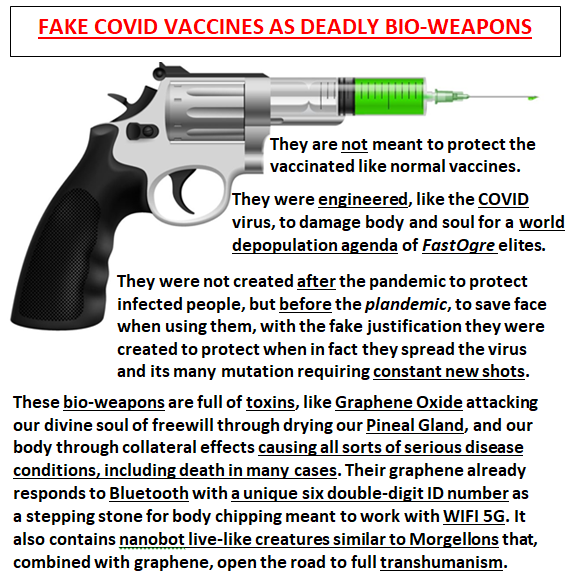 FAKE COVID VACCINES AS DEADLY BIO-WEAPONS
They are not meant to protect the
vaccinated like normal vaccines.
They were engineered, like the COVID
virus, to damage body and soul for a world
depopulation agenda of FastOgre elites.
They were not created after the pandemic to protect
infected people, but before the plandemic, to save face
when using them, with the fake justification they were
created to protect when in fact they spread the virus
and its many mutation requiring constant new shots.
These bio-weapons are full of toxins, like Graphene Oxide attacking
our divine soul of freewill through drying our Pineal Gland, and our
body through collateral effects causing all sorts of serious disease
conditions, including death in many cases. Their graphene already
responds to Bluetooth with a unique six double-digit ID number as
a stepping stone for body chipping meant to work with WIFI 5G. It
also contains nanobot live-like creatures similar to Morgellons that,
combined with graphene, open the road to full transhumanism.